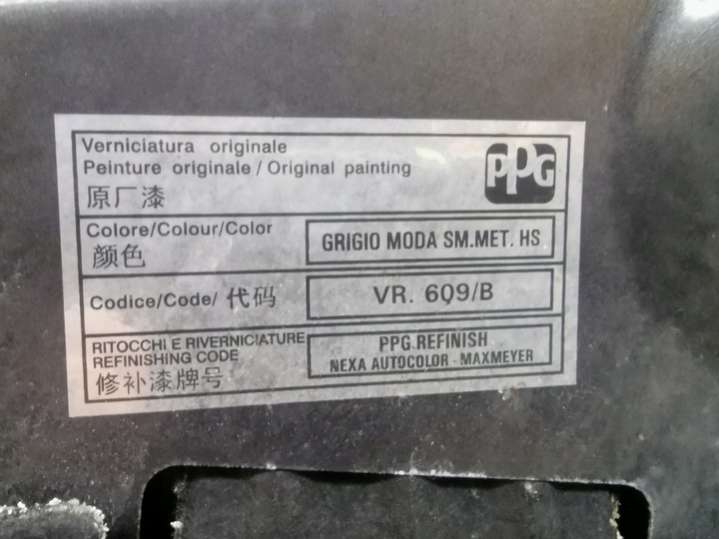 Verniciatura originale
Peinture originale / Original painting
原厂漆
PPG
Colore/Colour/Color
颜色
GRIGIO MODA SM.MET. HS
Codice/Code/ 代码
VR. 609/B
RITOCCHI E RIVERNICIATURE
REFINISHING CODE
修补漆牌号
PPG.REFINISH
NEXA AUTOCOLOR - MAXMEYER